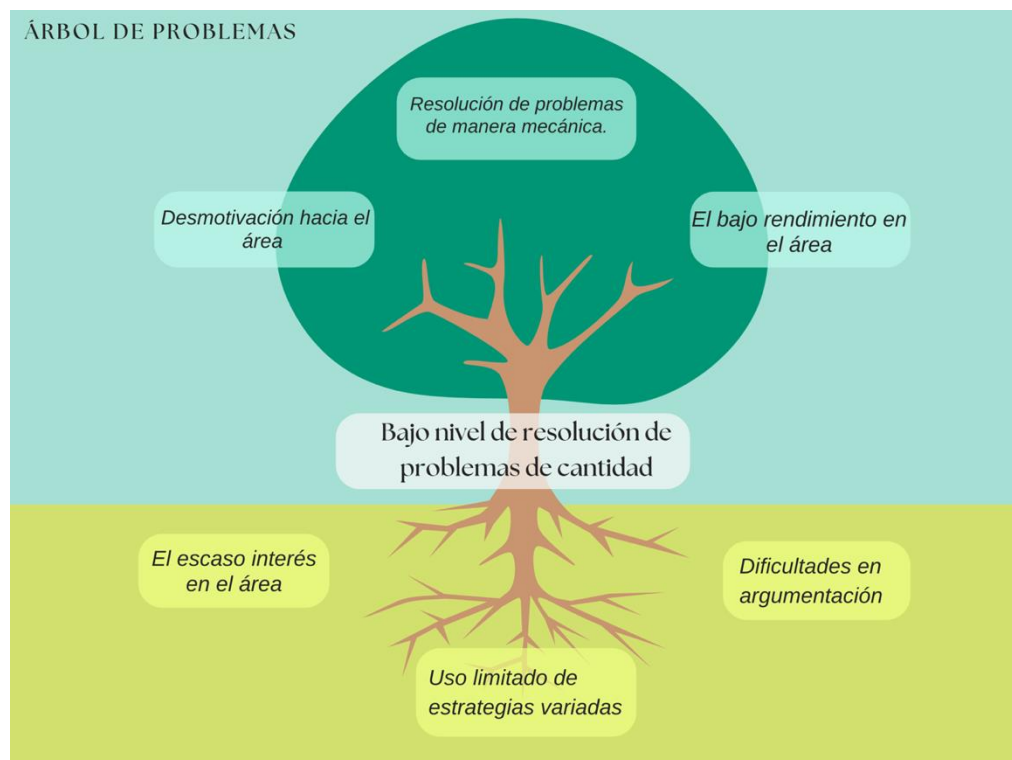 ÁRBOL DE PROBLEMAS
Resolución de problemas
de manera mecánica.
Desmotivación hacia el
área
El bajo rendimiento en
el área
Bajo nivel de resolución de
problemas de cantidad
El escaso interés
en el área
Dificultades en
argumentación
Uso limitado de
estrategias variadas